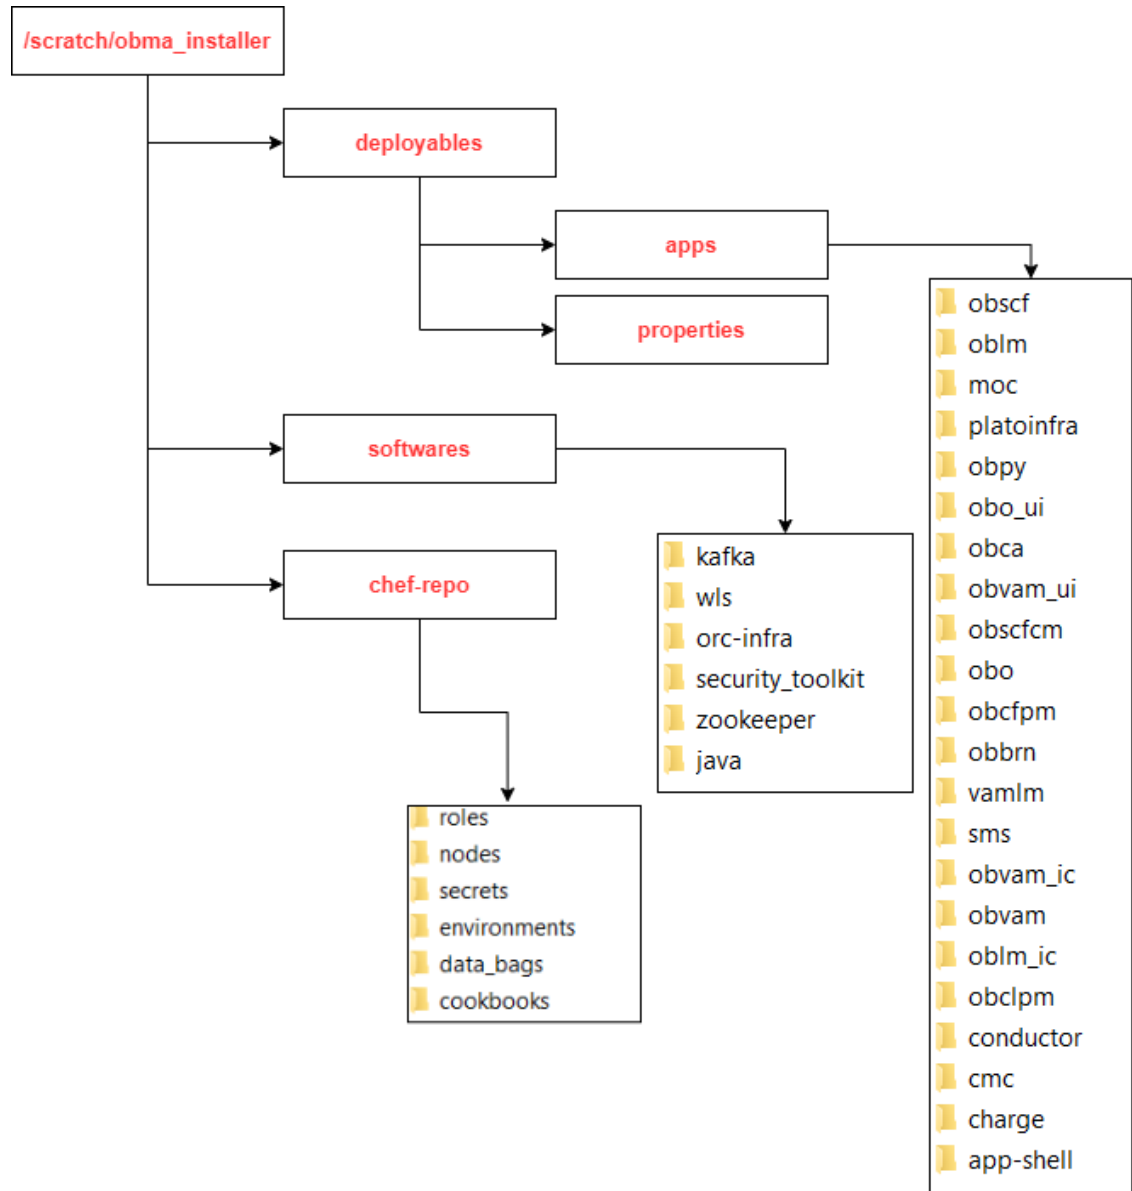 /scratch/obma_installer
deployables
apps
properties
softwares
chef-repo
obscf
oblm
moc
platoinfra
obpy
obo_ui
obca
obvam_ui
obscfcm
obo
obcfpm
obbrn
vamlm
sms
obvam_ic
obvam
oblm_ic
obclpm
conductor
cmc
charge
app-shell
kafka
wls
orc-infra
security_toolkit
zookeeper
java
roles
nodes
secrets
environments
data_bags
cookbooks